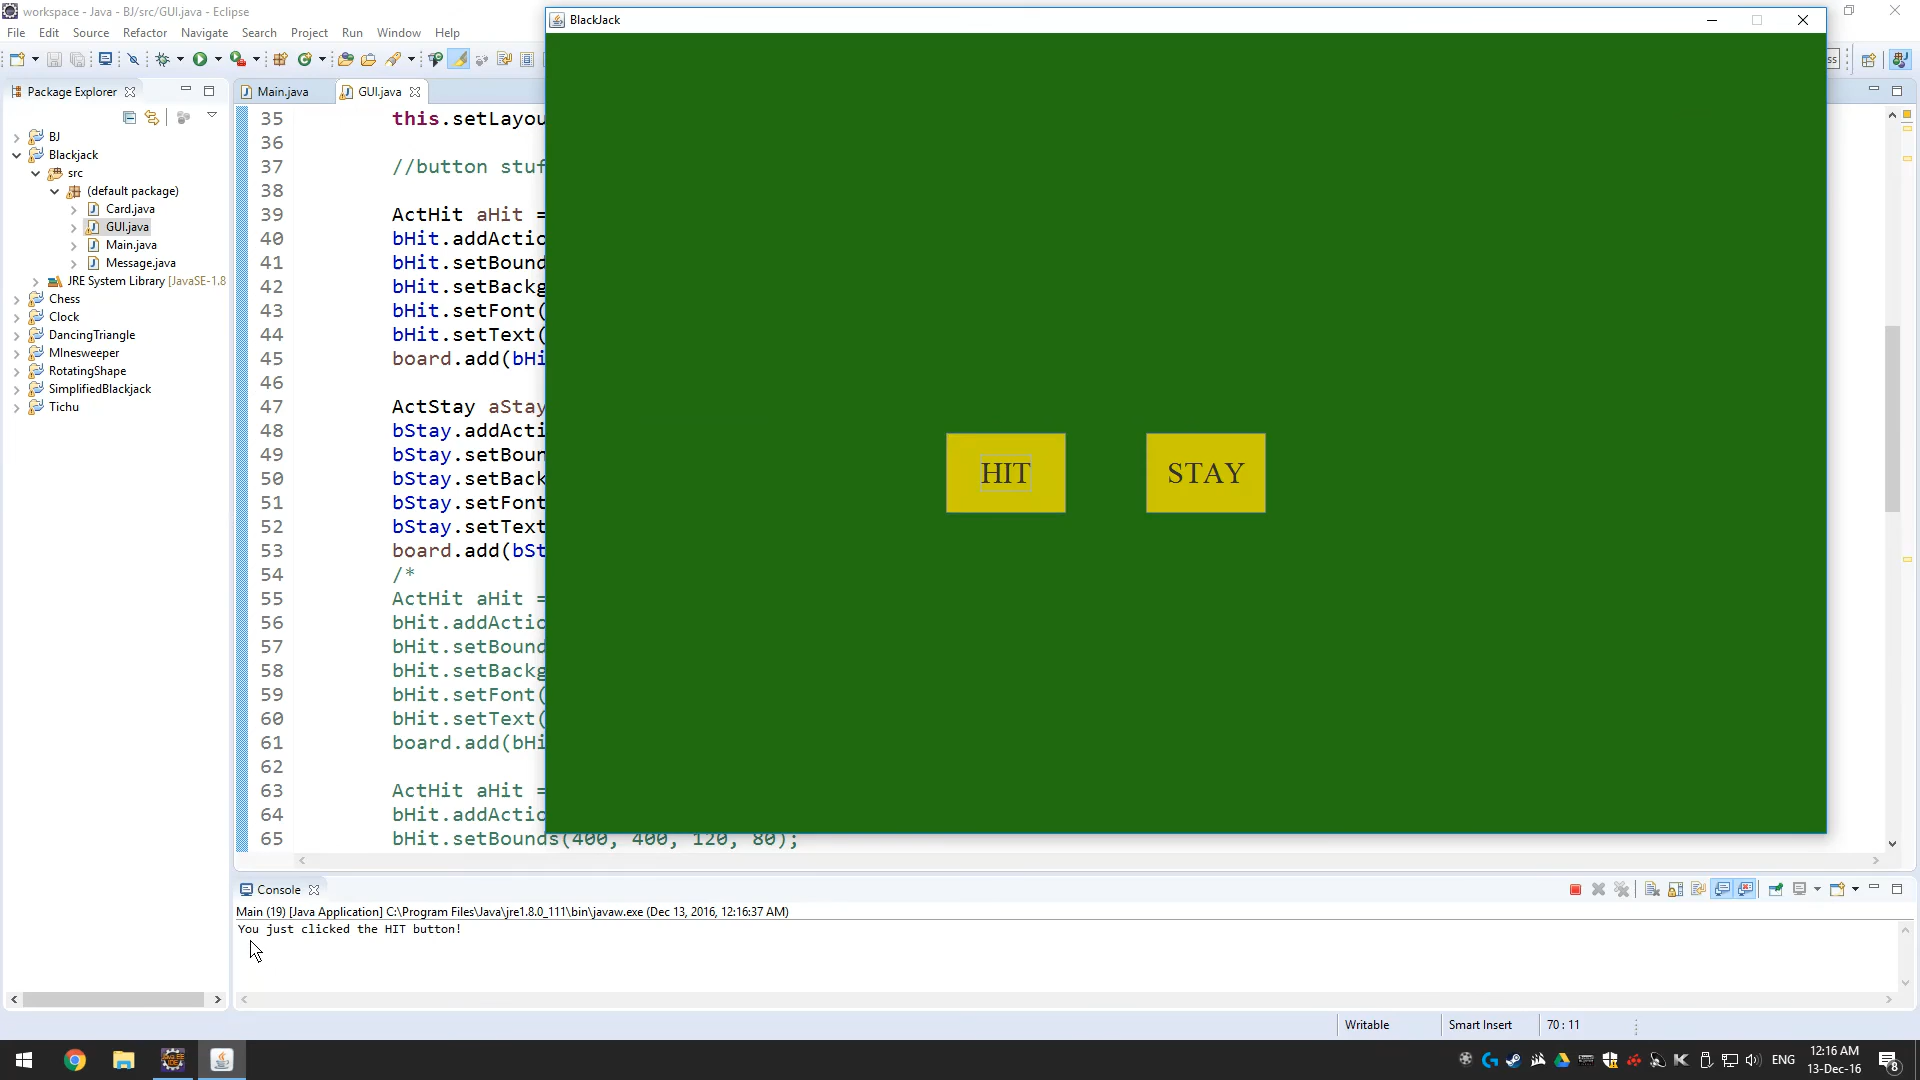 workspace - Java - BJ/src/GUI.java - Eclipse
File Edit Source Refactor Navigate Search Project Run Window Help
Package Explorer
BJ
Blackjack
src
(default package)
Card.java
GUI.java
Main.java
Message.java
JRE System Library [JavaSE-1.8
Chess
Clock
DancingTriangle
MInesweeper
RotatingShape
SimplifiedBlackjack
Tichu
Main.java GUI.java
35 this.setLayou
36
37 //button stuf
38
39 ActHit aHit =
40 bHit.addActio
41 bHit.setBound
42 bHit.setBackg
43 bHit.setFont(
44 bHit.setText(
45 board.add(bHi
46
47 ActStay aStay
48 bStay.addActi
49 bStay.setBoun
50 bStay.setBack
51 bStay.setFont
52 bStay.setText
53 board.add(bSt
54 /*
55 ActHit aHit =
56 bHit.addActio
57 bHit.setBound
58 bHit.setBackg
59 bHit.setFont(
60 bHit.setText(
61 board.add(bHi
62
63 ActHit aHit =
64 bHit.addActio
65 bHit.setBounds(400, 400, 120, 80);
BlackJack
HIT STAY
ss
Console
Main (19) [Java Application] C:\Program Files\Java\jre1.8.0_111\bin\javaw.exe (Dec 13, 2016, 12:16:37 AM)
You just clicked the HIT button!
Writable Smart Insert 70 : 11
ENG
12:16 AM
13-Dec-16
8